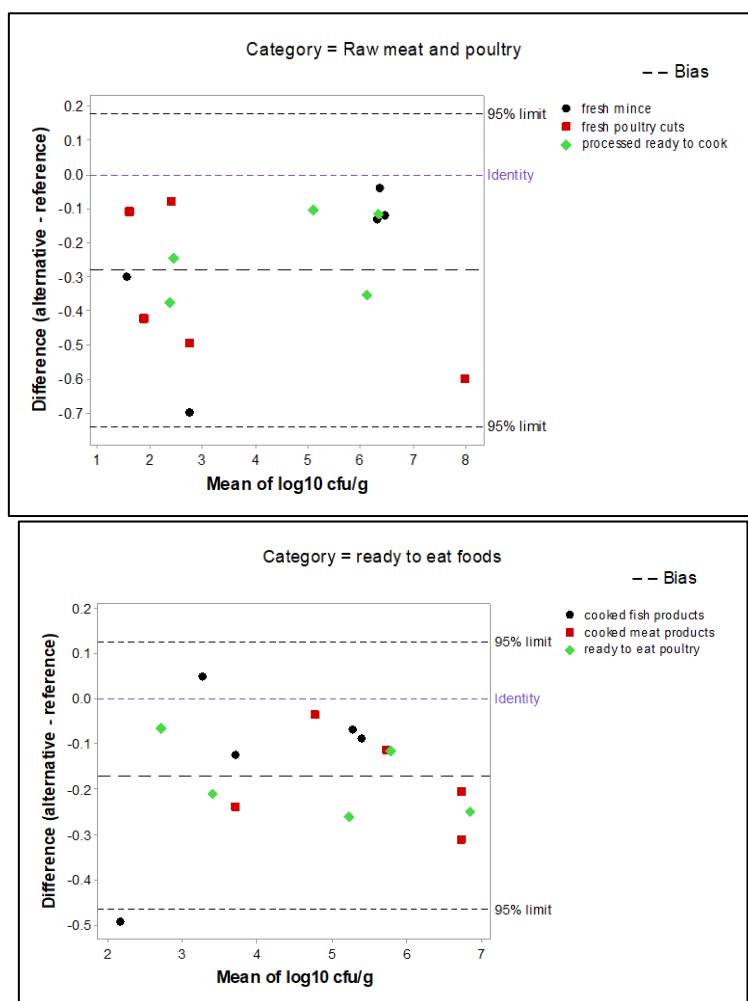 Category = Raw meat and poultry
– – Bias
fresh mince
fresh poultry cuts
processed ready to cook
0.2
0.1
0.0
-0.1
-0.2
-0.3
-0.4
-0.5
-0.6
-0.7
95% limit
Identity
95% limit
Difference (alternative - reference)
1 2 3 4 5 6 7 8
Mean of log10 cfu/g
Category = ready to eat foods
– – Bias
cooked fish products
cooked meat products
ready to eat poultry
0.2
0.1
0.0
-0.1
-0.2
-0.3
-0.4
-0.5
95% limit
Identity
95% limit
Difference (alternative - reference)
2 3 4 5 6 7
Mean of log10 cfu/g